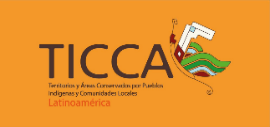 TICCA
Territorios y Áreas Conservados por Pueblos
Indígenas y Comunidades Locales
Latinoamérica